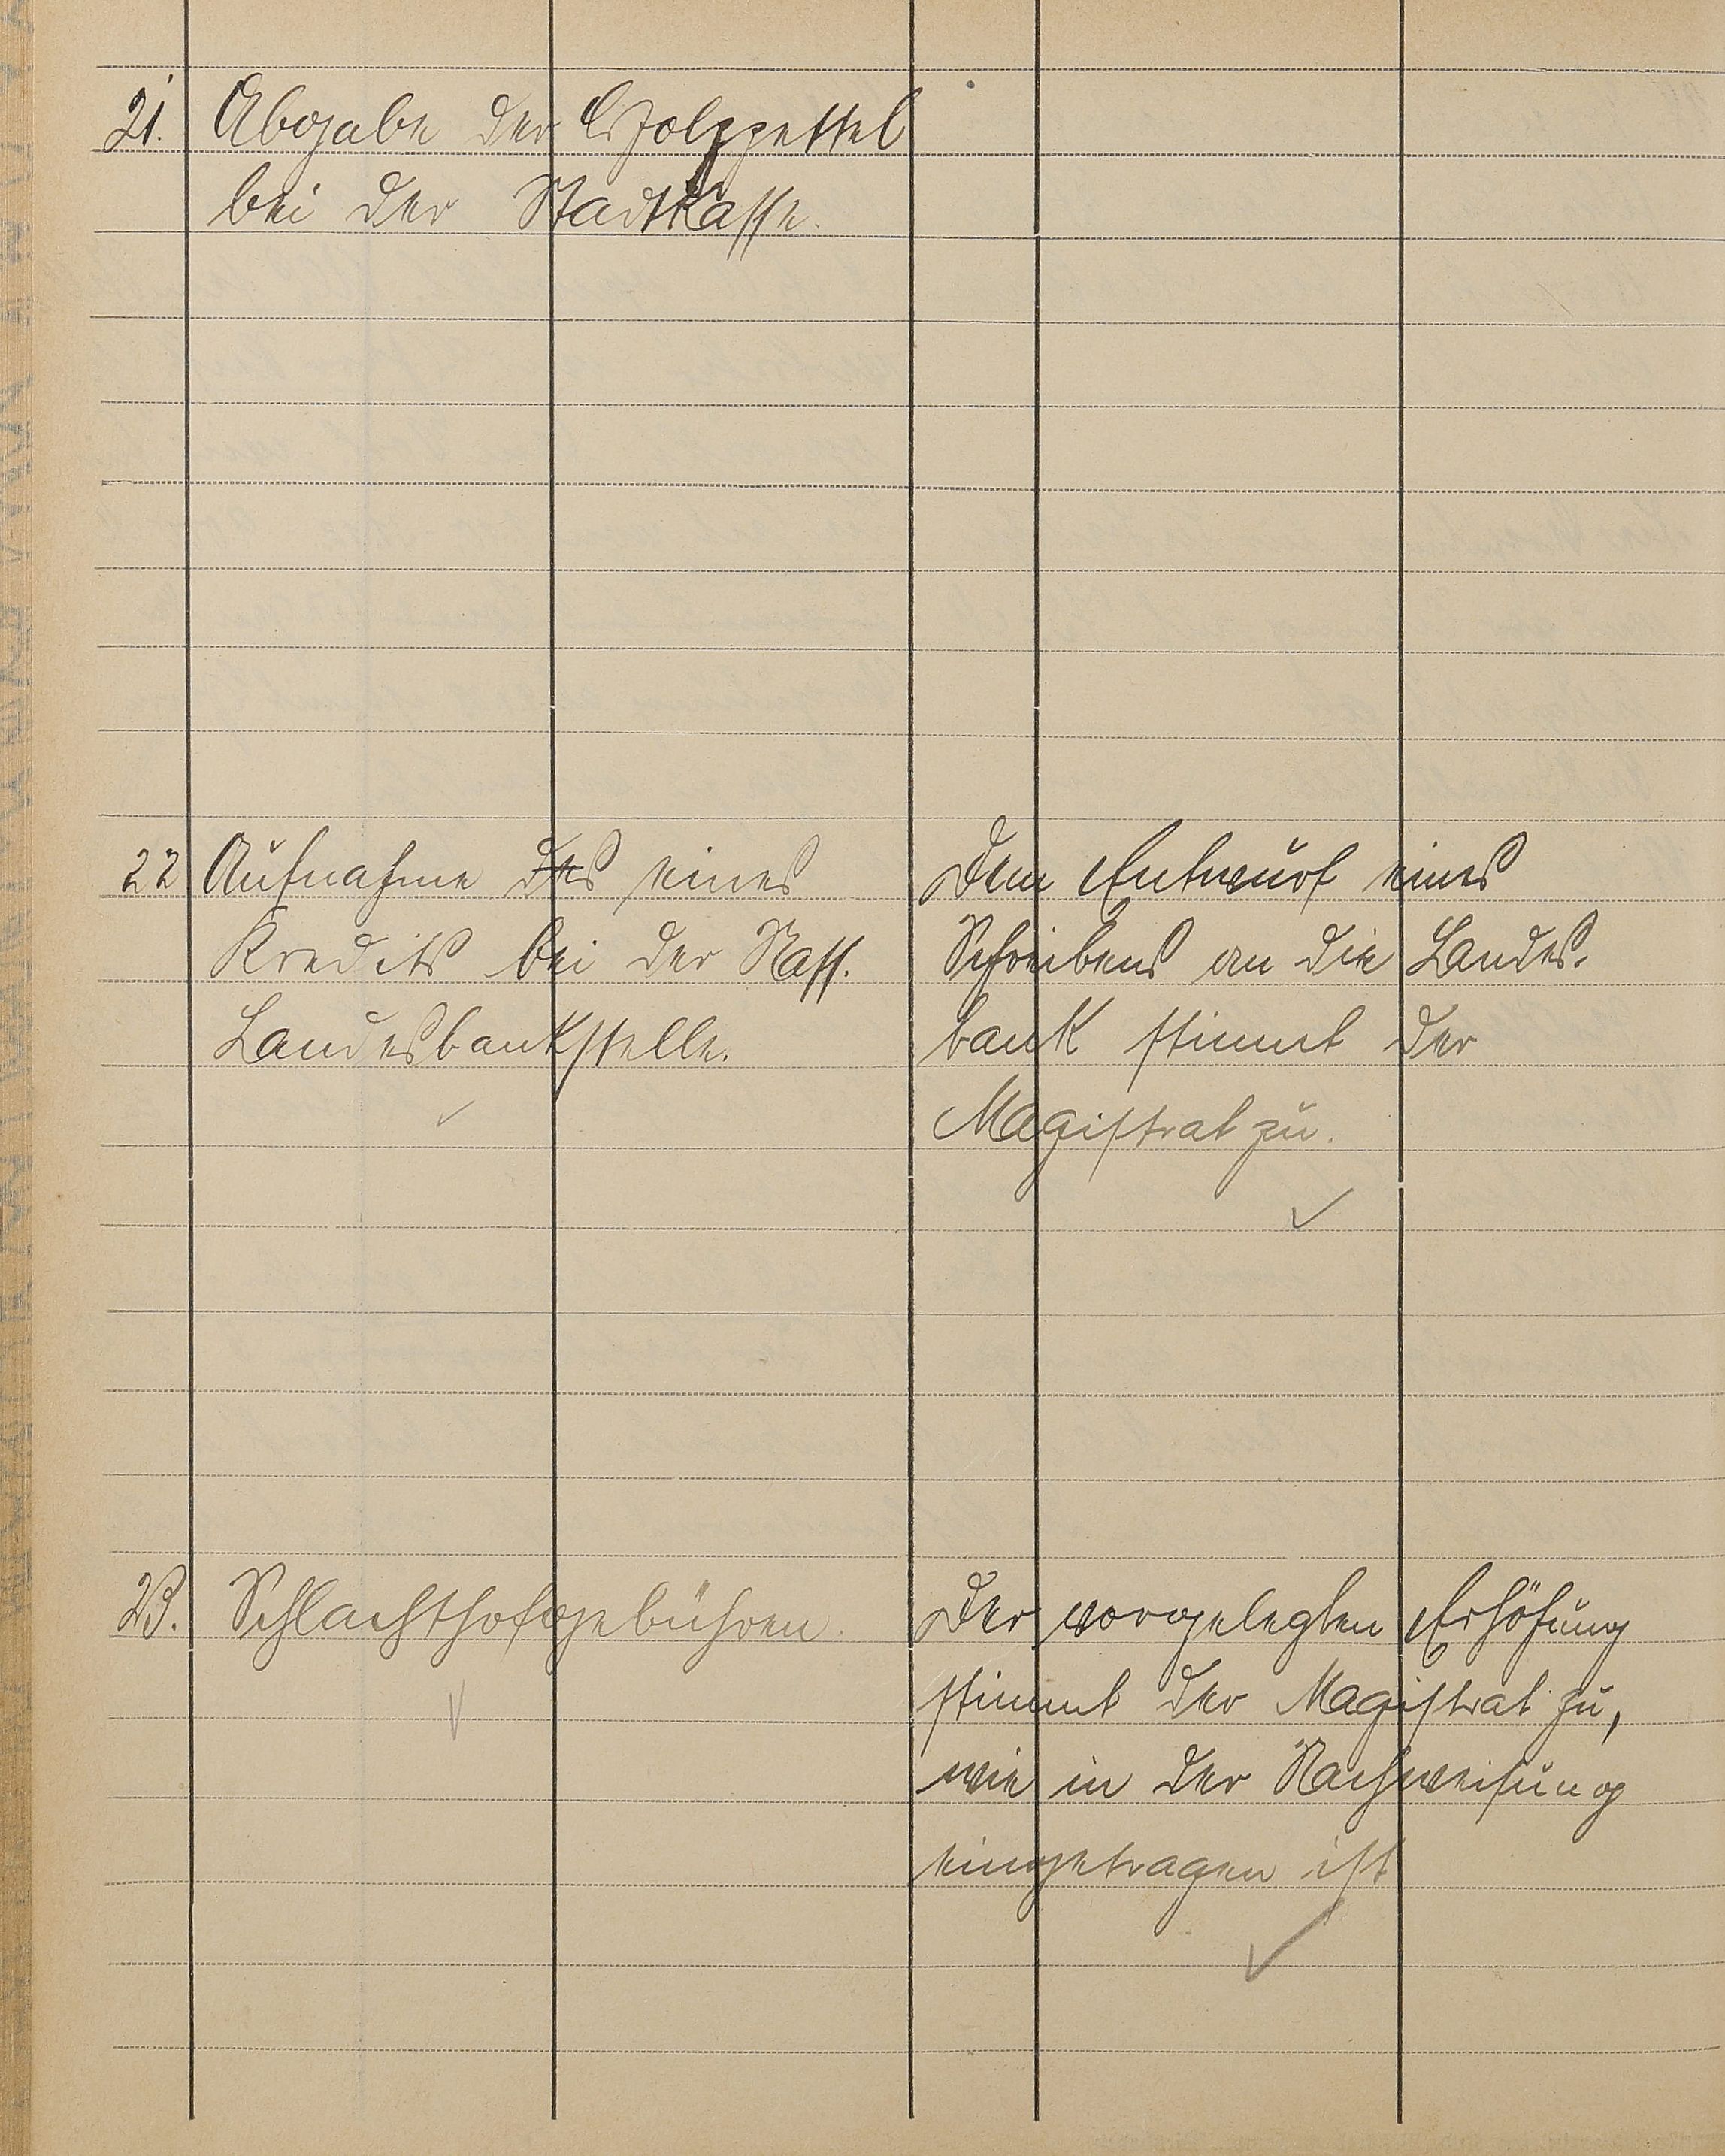 21. Abgabe der Holzzettel
bei der Stadtkasse.
22 Aufnahme des eines
Kredits bei der Nass.
Landesbankstelle.
Dem Entwurf eines
Schreibens an die Landes-
bank stimmt der
Magistrat zu.
23. Schlachthofgebühren.
Der vorgelegten Erhöhung
stimmt der Magistrat zu,
wie in der Nachweisung
eingetragen ist